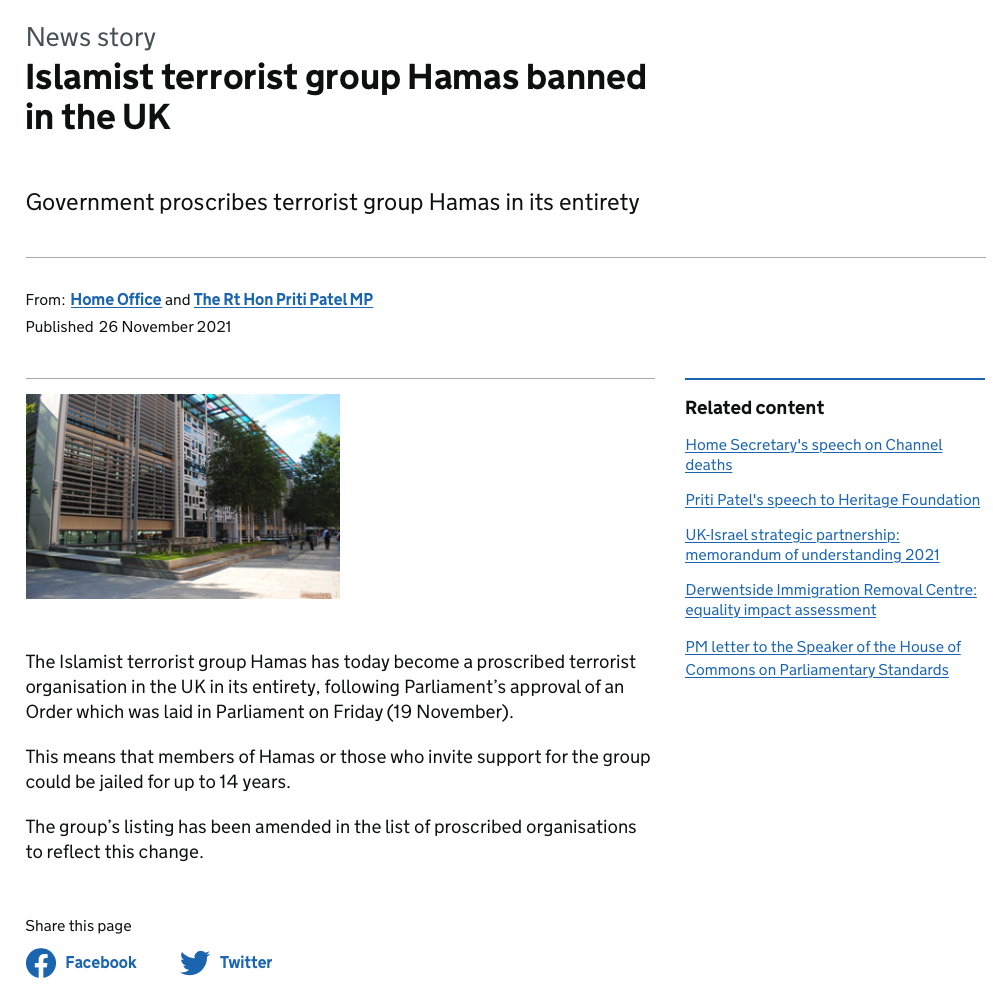 News story
Islamist terrorist group Hamas banned
in the UK
Government proscribes terrorist group Hamas in its entirety
From: Home Office and The Rt Hon Priti Patel MP
Published 26 November 2021
Related content
Home Secretary's speech on Channel
deaths
Priti Patel's speech to Heritage Foundation
UK-Israel strategic partnership:
memorandum of understanding 2021
Derwentside Immigration Removal Centre:
equality impact assessment
PM letter to the Speaker of the House of
Commons on Parliamentary Standards
The Islamist terrorist group Hamas has today become a proscribed terrorist
organisation in the UK in its entirety, following Parliament’s approval of an
Order which was laid in Parliament on Friday (19 November).
This means that members of Hamas or those who invite support for the group
could be jailed for up to 14 years.
The group’s listing has been amended in the list of proscribed organisations
to reflect this change.
Share this page
Facebook
Twitter